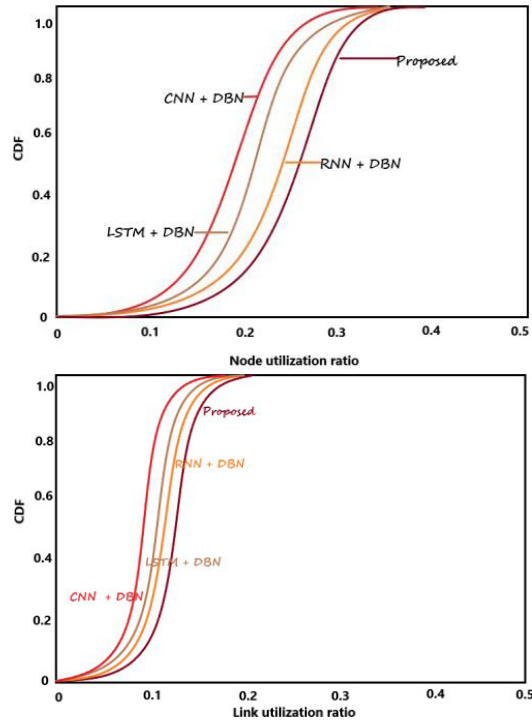 1.0
Proposed
0.8
CNN + DBN
0.6
CDF
RNN + DBN
0.4
LSTM + DBN
0.2
0
0 0.1 0.2 0.3 0.4 0.5
Node utilization ratio
1.0
Proposed
0.8
RNN + DBN
0.6
CDF
0.4
LSTM + DBN
CNN + DBN
0.2
0
0 0.1 0.2 0.3 0.4 0.5
Link utilization ratio